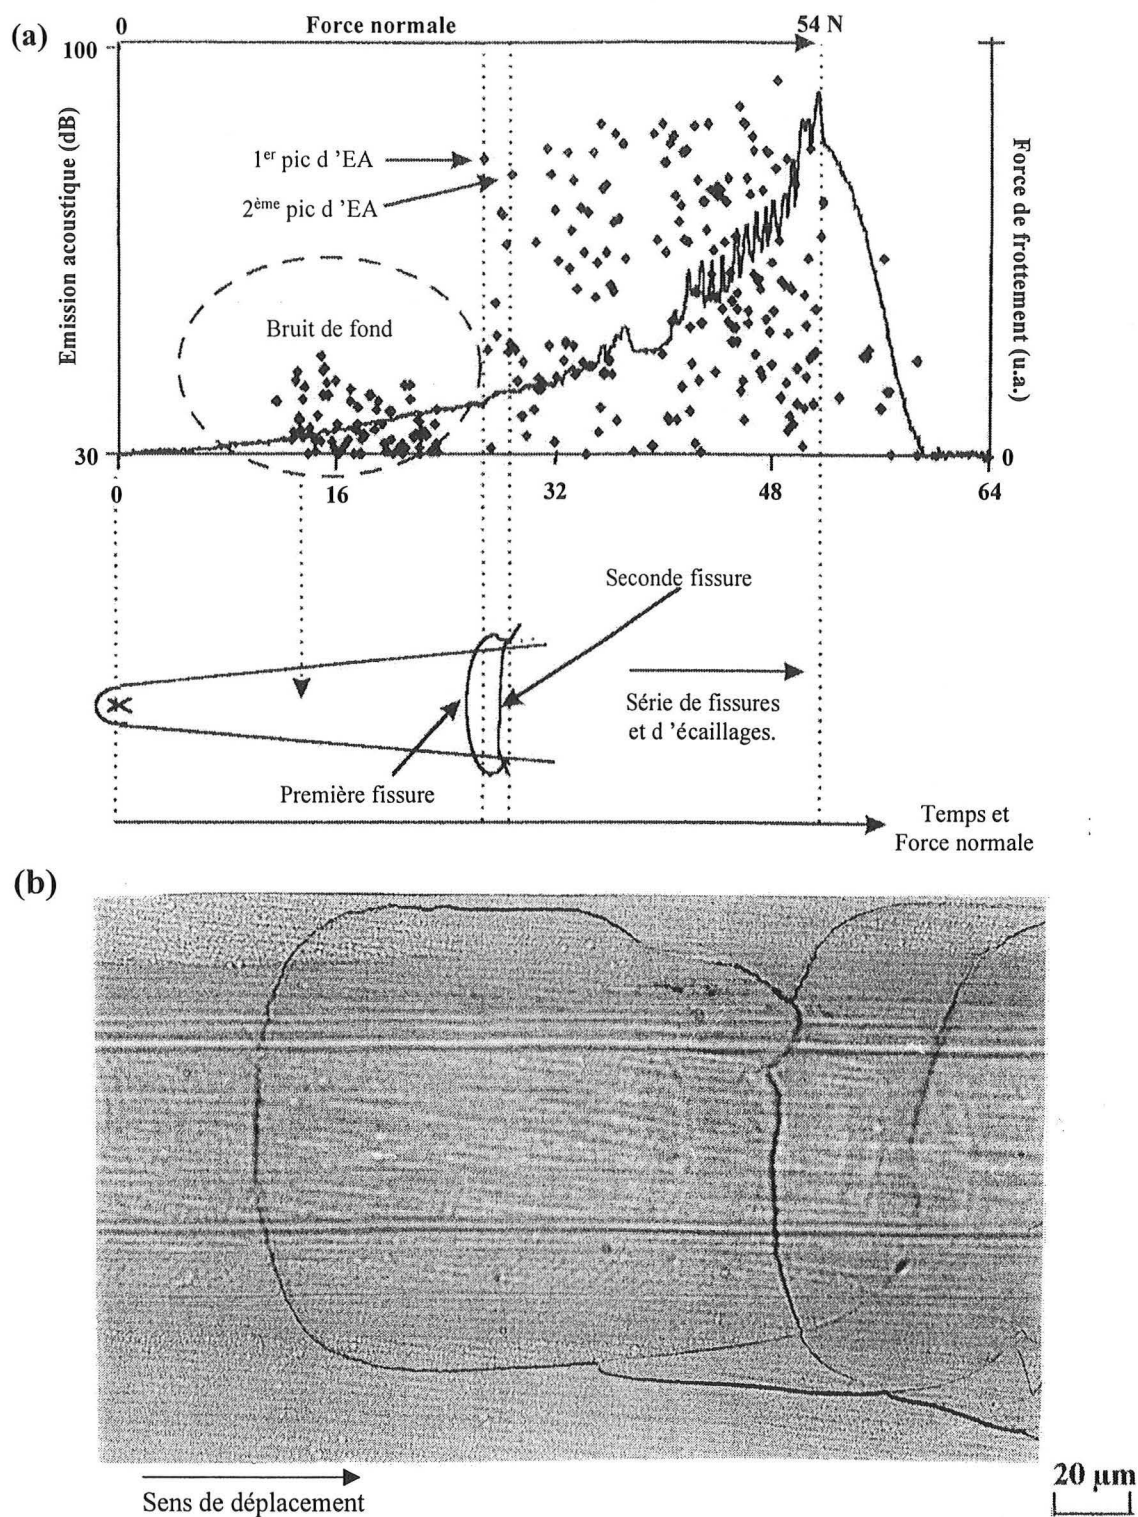 (a)
0
Force normale
54 N
100
Emission acoustique (dB)
1er pic d 'EA
2ème pic d 'EA
Bruit de fond
Force de frottement (u.a.)
30
0
0
16
32
48
64
Seconde fissure
Série de fissures
et d 'écaillages.
Première fissure
Temps et
Force normale
(b)
Sens de déplacement
20 µm